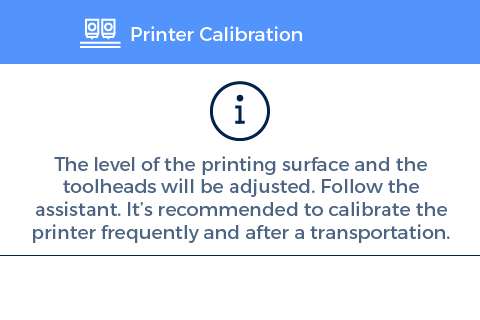 Printer Calibration
The level of the printing surface and the
toolheads will be adjusted. Follow the
assistant. It’s recommended to calibrate the
printer frequently and after a transportation.